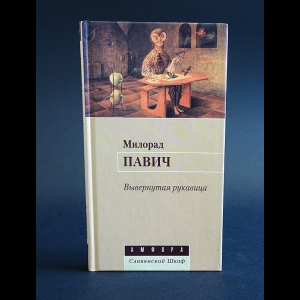 Милорад
ПАВИЧ
Вывернутая рукавица
АМФОРА
Славянский Шкаф